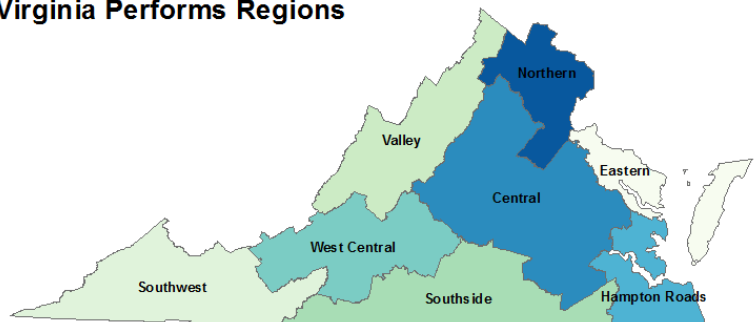 Virginia Performs Regions
Northern
Valley
Eastern
Central
West Central
Southwest
Southside
Hampton Roads